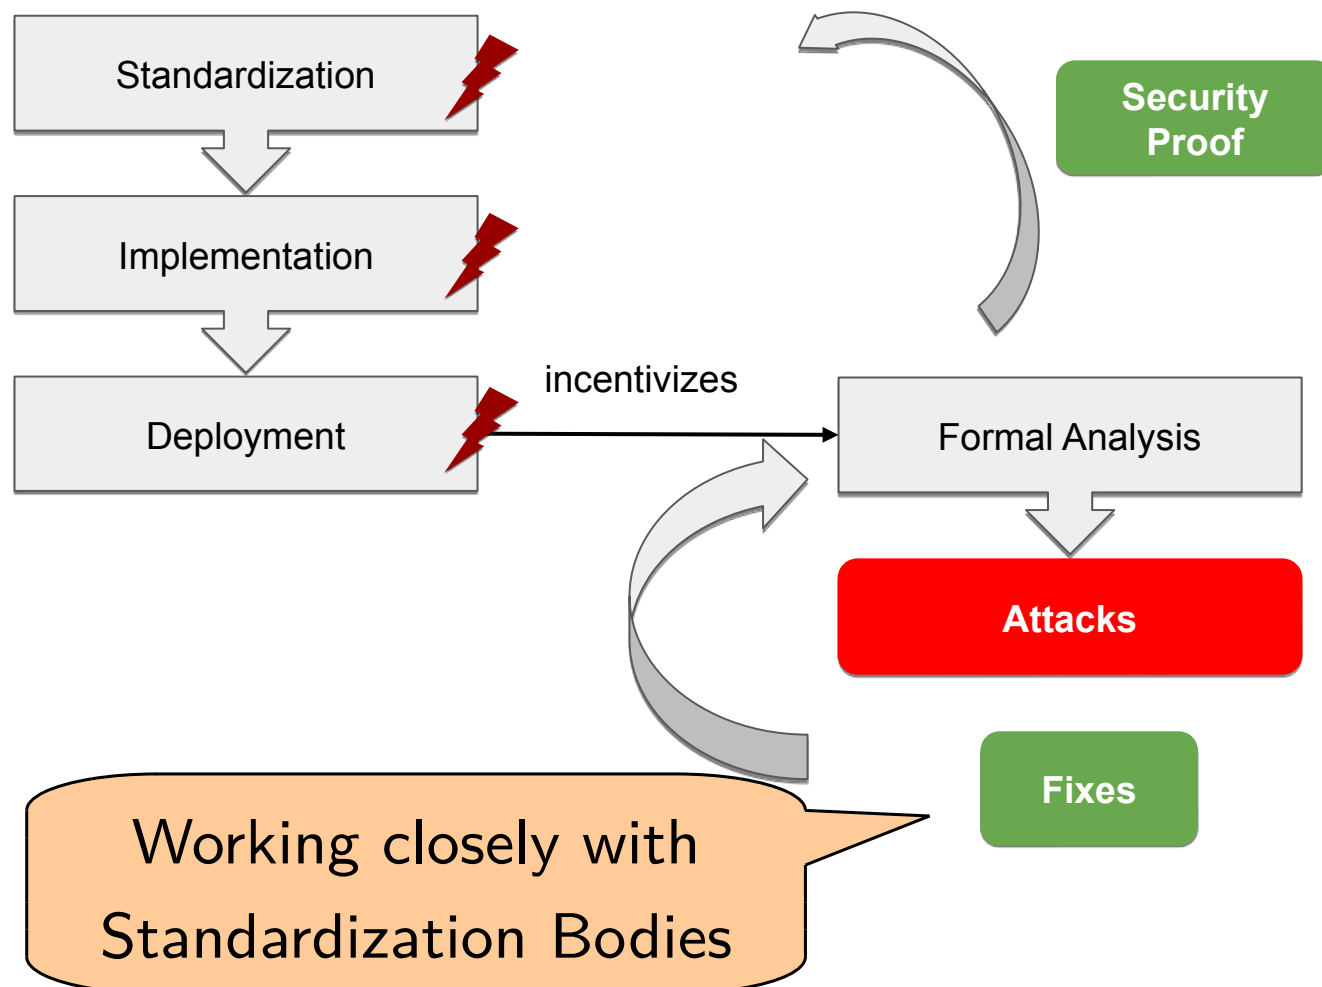 Standardization
Security
Proof
Implementation
incentivizes
Deployment
Formal Analysis
Attacks
Fixes
Working closely with
Standardization Bodies